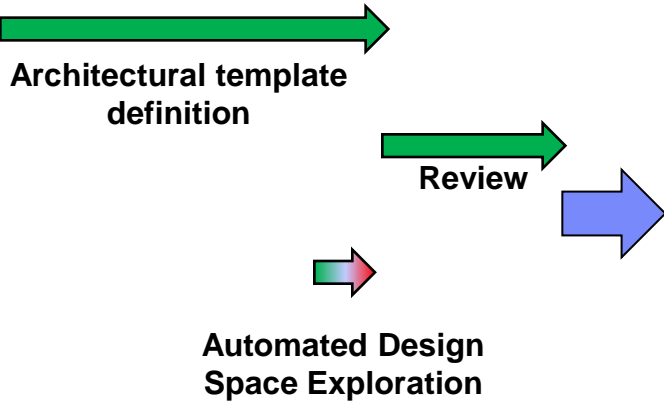 Architectural template
definition
Review
Automated Design
Space Exploration